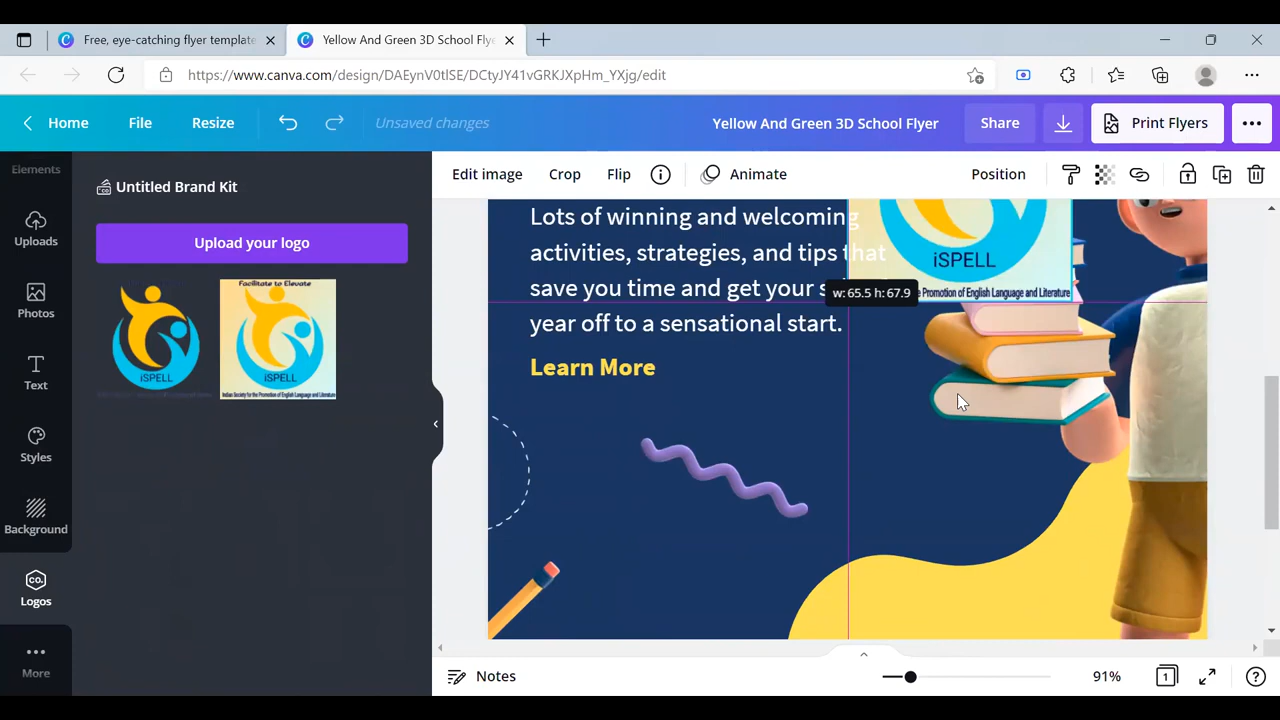 Free, eye-catching flyer template
Yellow And Green 3D School Flye
https://www.canva.com/design/DAEynV0tlSE/DCtyJY41vGRKJXpHm_YXjg/edit
Home
File
Resize
Unsaved changes
Yellow And Green 3D School Flyer
Share
Print Flyers
Elements
Uploads
Photos
Text
Styles
Background
CO.
Logos
More
Untitled Brand Kit
Upload your logo
iSPELL
Facilitate to Elevate
iSPELL
Indian Society for the Promotion of English Language and Literature
Edit image
Crop
Flip
Animate
Position
Lots of winning and welcoming
activities, strategies, and tips that
save you time and get your
year off to a sensational start.
Learn More
iSPELL
the Promotion of English Language and Literature
w: 65.5 h: 67.9
Notes
91%
1